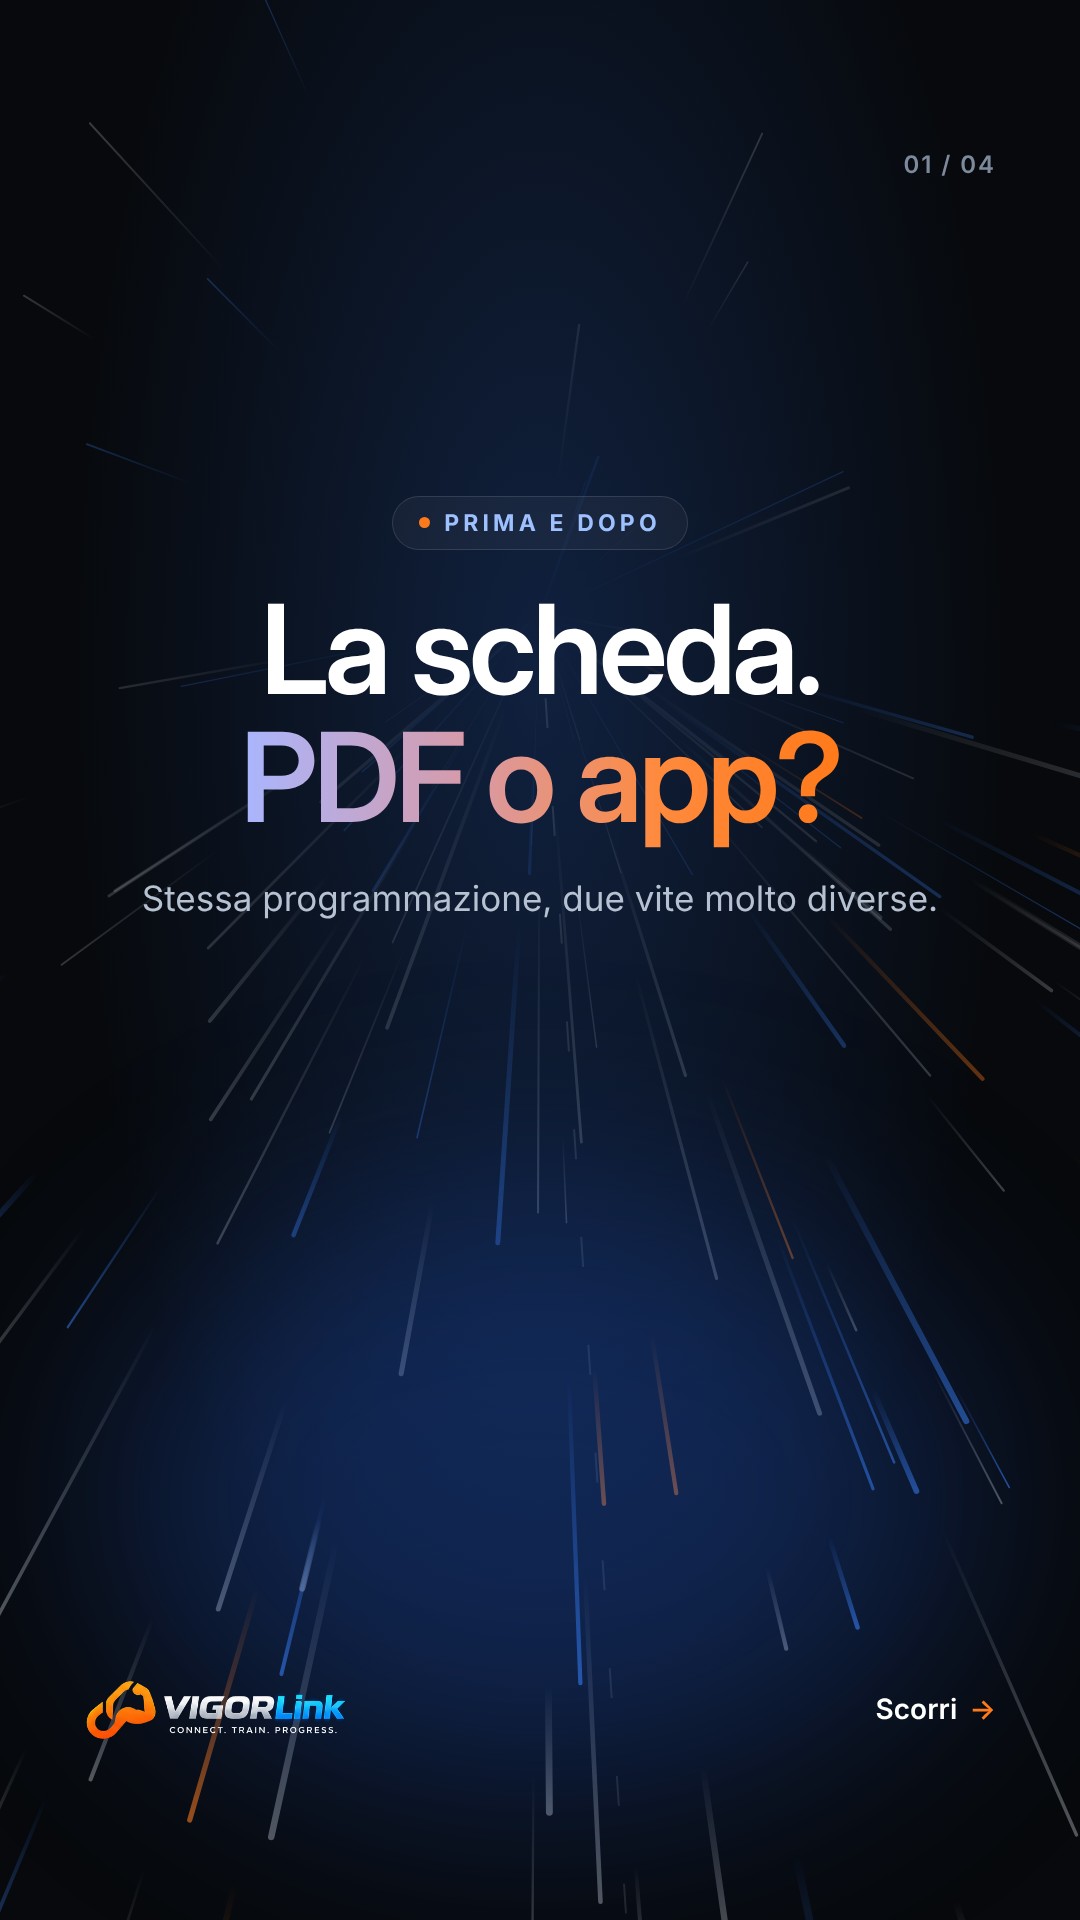 01 / 04
PRIMA E DOPO
La scheda.
PDF o app?
Stessa programmazione, due vite molto diverse.
VIGORLink
CONNECT. TRAIN. PROGRESS.
Scorri →